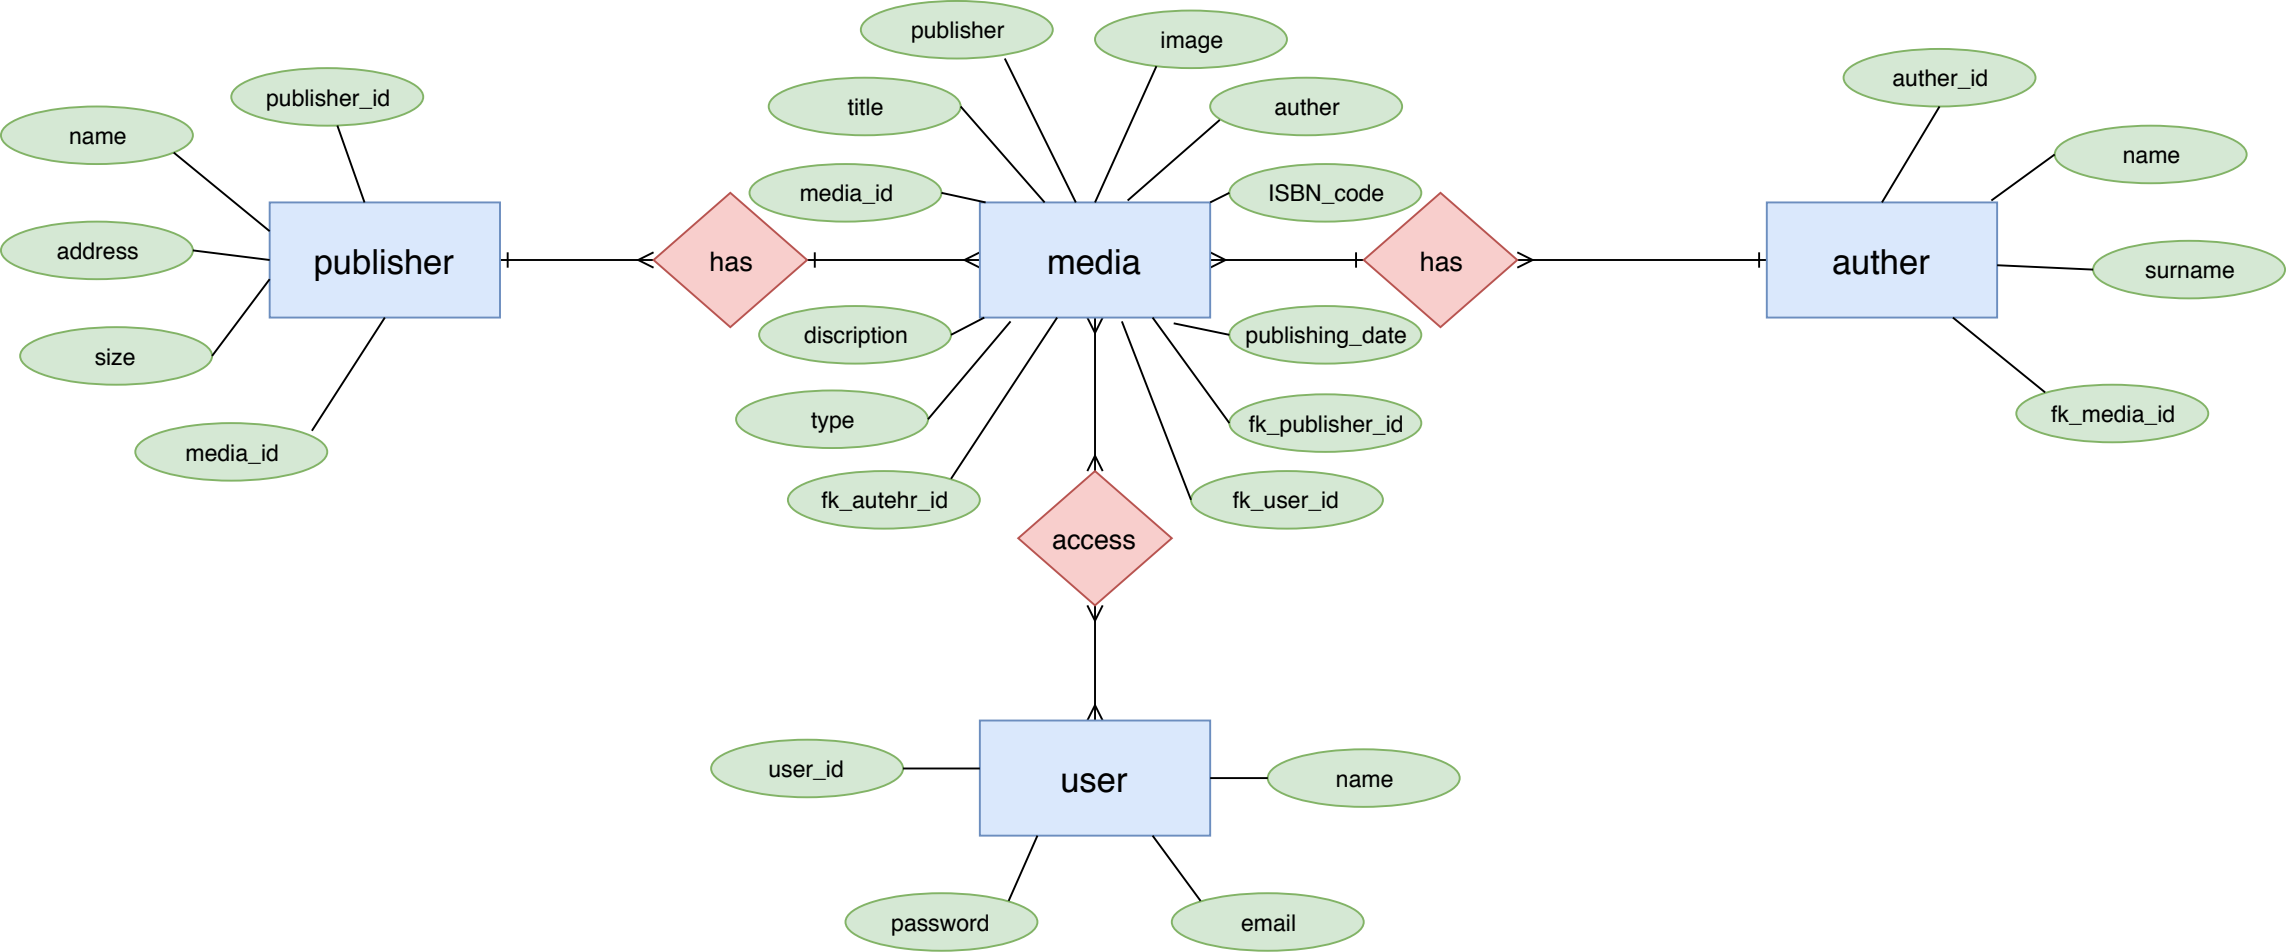 publisher
image
auther_id
publisher_id
title
auther
name
name
media_id
ISBN_code
address
publisher
has
media
has
auther
surname
size
discription
publishing_date
media_id
type
fk_publisher_id
fk_media_id
fk_autehr_id
fk_user_id
access
user_id
user
name
password
email